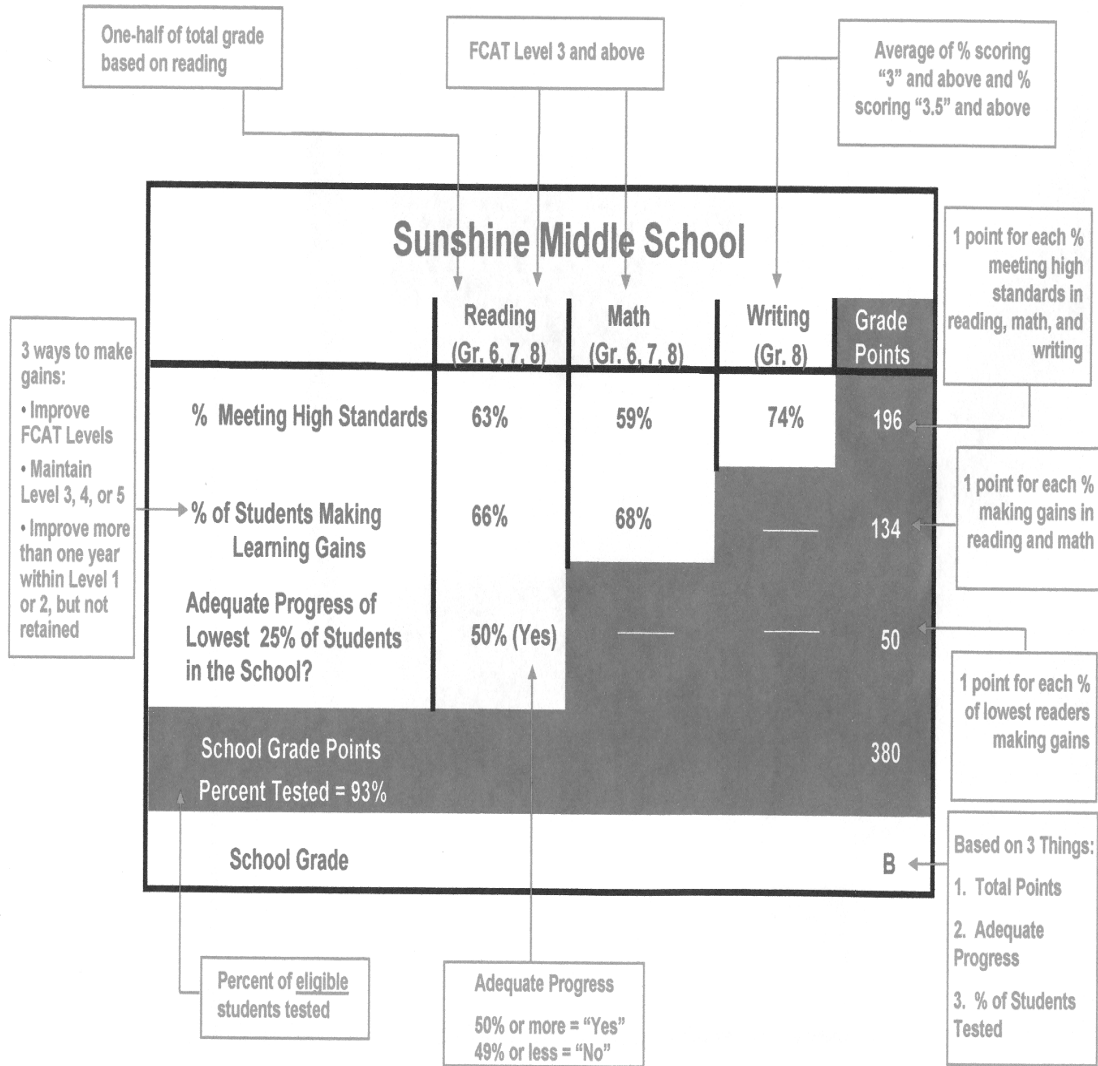 One-half of total grade
based on reading
FCAT Level 3 and above
Average of % scoring
“3” and above and %
scoring “3.5” and above
Sunshine Middle School
1 point for each %
meeting high
standards in
reading, math, and
writing
3 ways to make
gains:
• Improve
FCAT Levels
• Maintain
Level 3, 4, or 5
• Improve more
than one year
within Level 1
or 2, but not
retained
Reading
(Gr. 6, 7, 8)
Math
(Gr. 6, 7, 8)
Writing
(Gr. 8)
Grade
Points
% Meeting High Standards 63% 59% 74% 196
1 point for each %
making gains in
reading and math
% of Students Making
Learning Gains
66% 68% 134
Adequate Progress of
Lowest 25% of Students
in the School?
50% (Yes) 50
1 point for each %
of lowest readers
making gains
School Grade Points 380
Percent Tested = 93%
School Grade B
Based on 3 Things:
1. Total Points
2. Adequate
Progress
3. % of Students
Tested
Percent of eligible
students tested
Adequate Progress
50% or more = “Yes”
49% or less = “No”